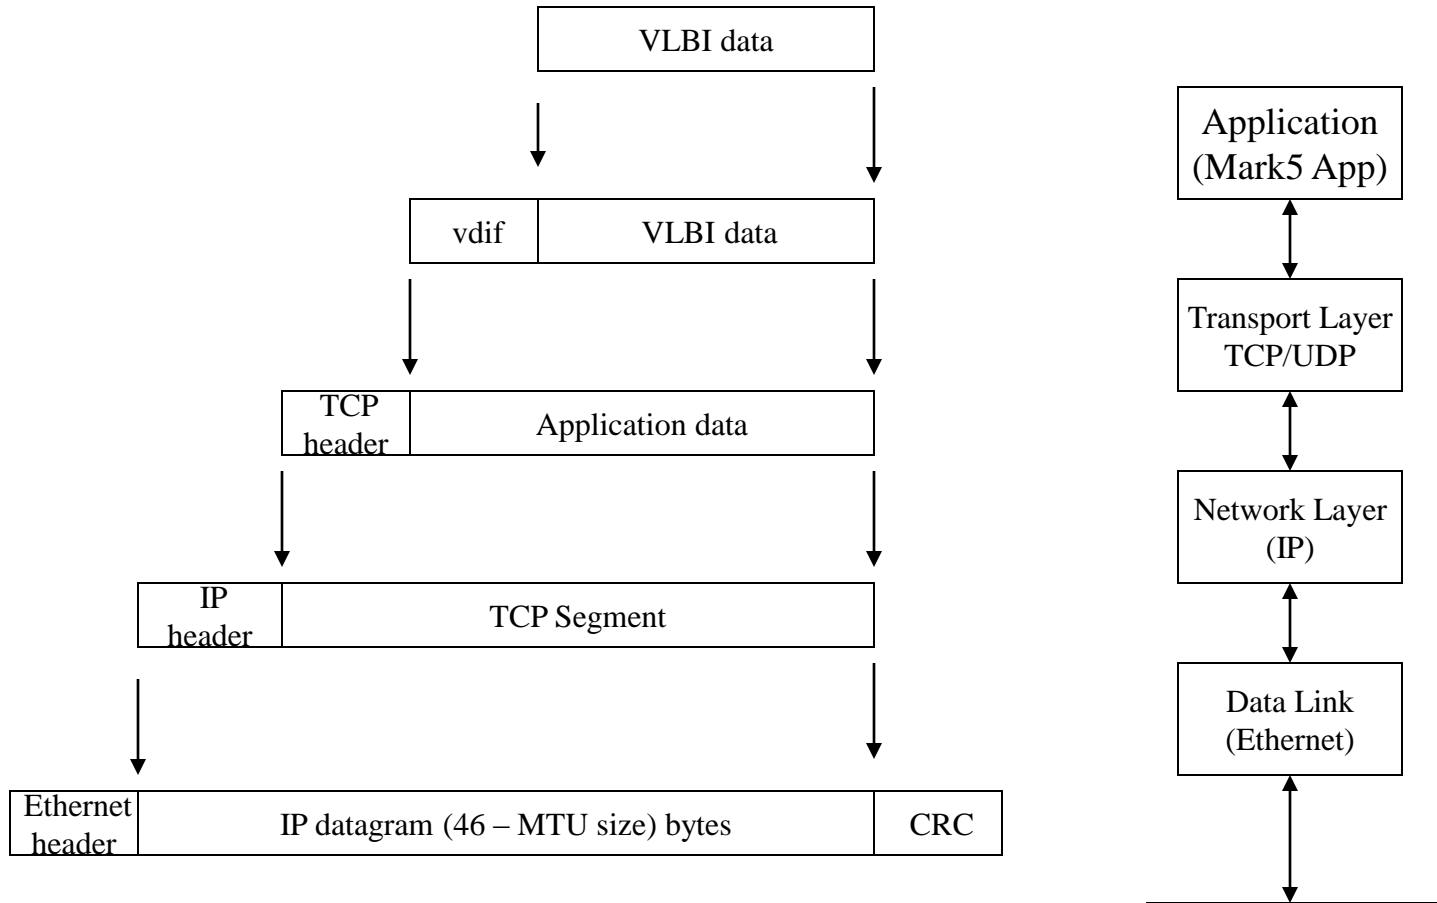 VLBI data
vdif
VLBI data
TCP
header
Application data
IP
header
TCP Segment
Ethernet
header
IP datagram (46 – MTU size) bytes
CRC
Application
(Mark5 App)
Transport Layer
TCP/UDP
Network Layer
(IP)
Data Link
(Ethernet)